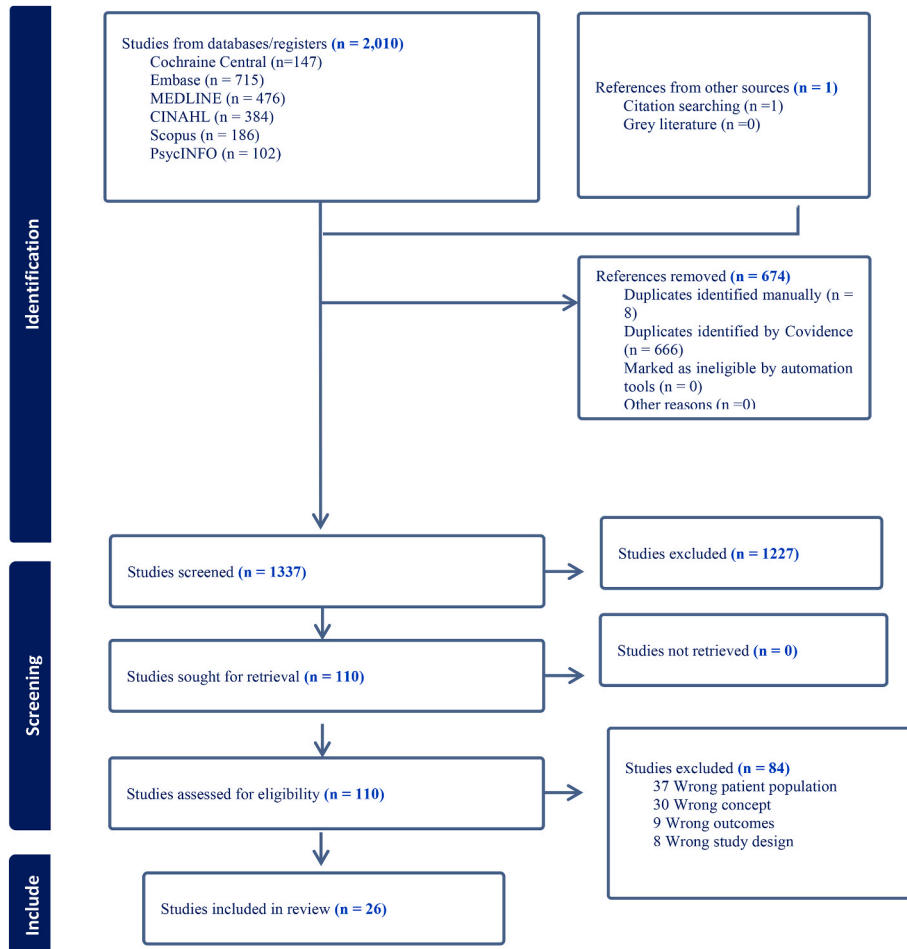 Identification
Studies from databases/registers (n = 2,010)
Cochraine Central (n=147)
Embase (n = 715)
MEDLINE (n = 476)
CINAHL (n = 384)
Scopus (n = 186)
PsycINFO (n = 102)
References from other sources (n = 1)
Citation searching (n =1)
Grey literature (n =0)
References removed (n = 674)
Duplicates identified manually (n =
8)
Duplicates identified by Covidence
(n = 666)
Marked as ineligible by automation
tools (n = 0)
Other reasons (n =0)
Screening
Studies screened (n = 1337)
Studies excluded (n = 1227)
Studies sought for retrieval (n = 110)
Studies not retrieved (n = 0)
Studies assessed for eligibility (n = 110)
Studies excluded (n = 84)
37 Wrong patient population
30 Wrong concept
9 Wrong outcomes
8 Wrong study design
Include
Studies included in review (n = 26)